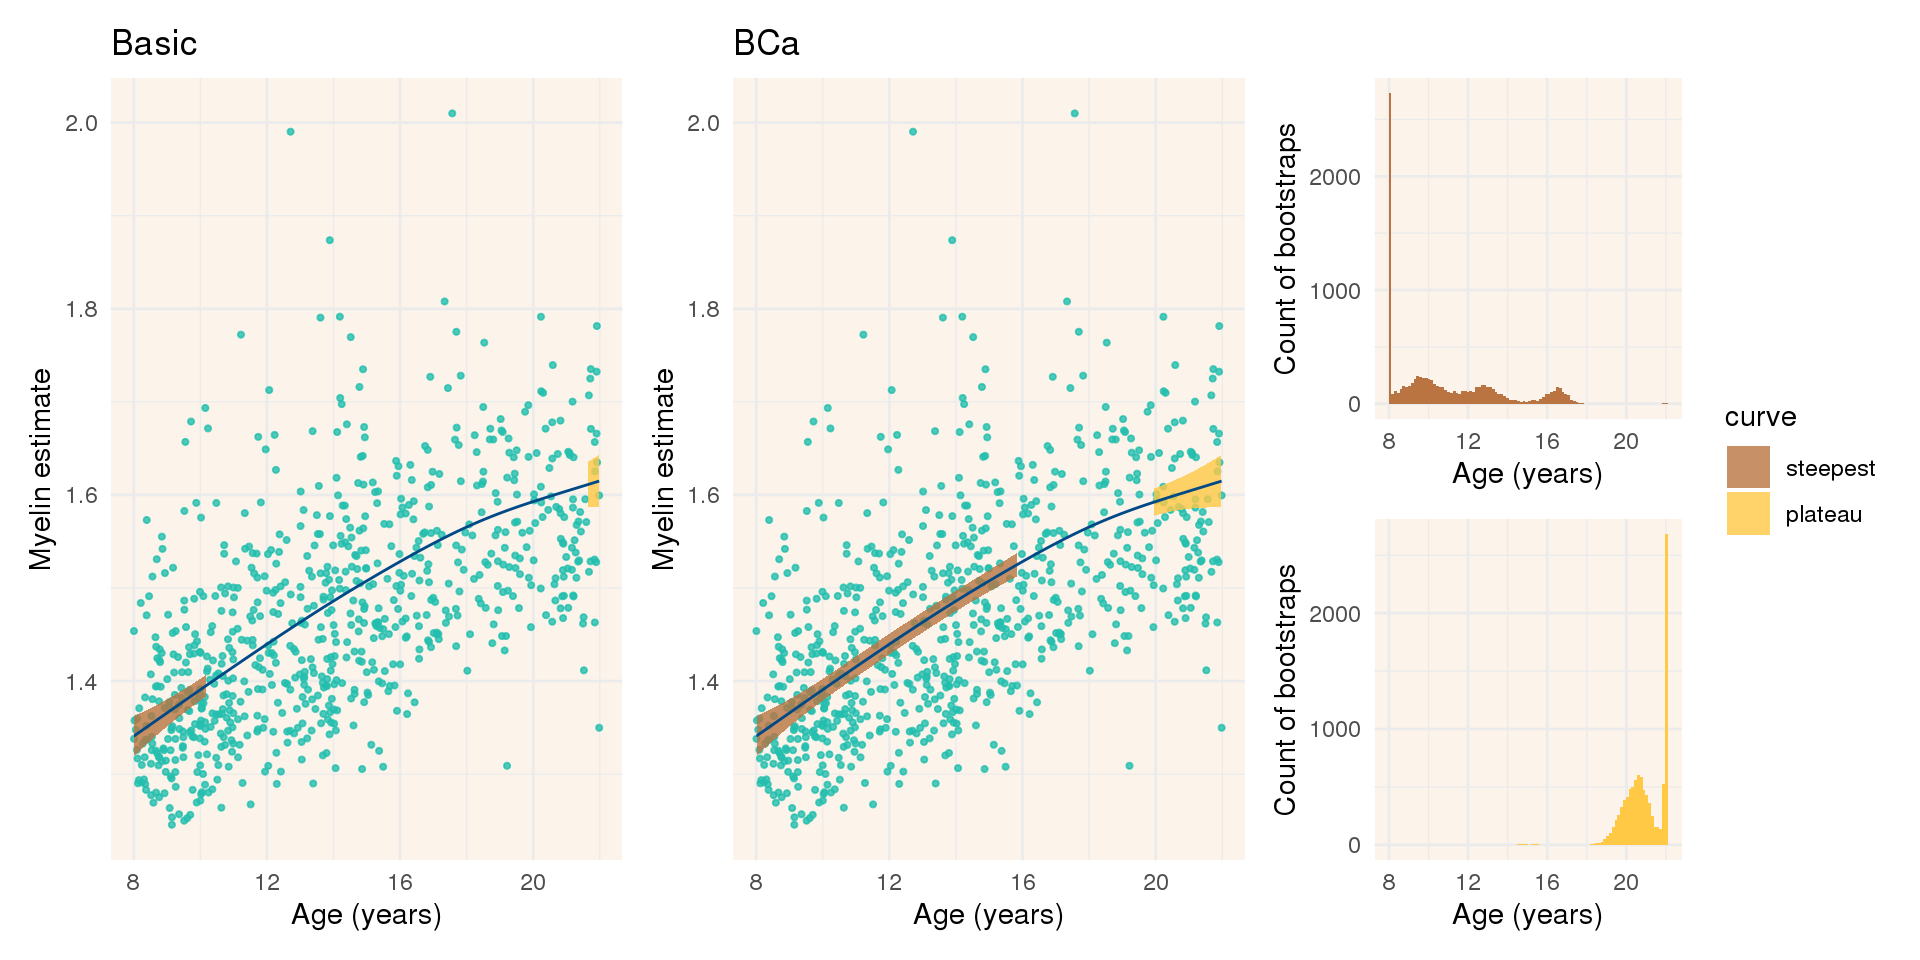 Basic
2.0
1.8
1.6
1.4
Myelin estimate
8 12 16 20
Age (years)
BCa
2.0
1.8
1.6
1.4
Myelin estimate
8 12 16 20
Age (years)
Count of bootstraps
2000
1000
0
8 12 16 20
Age (years)
Count of bootstraps
2000
1000
0
8 12 16 20
Age (years)
curve
steepest
plateau